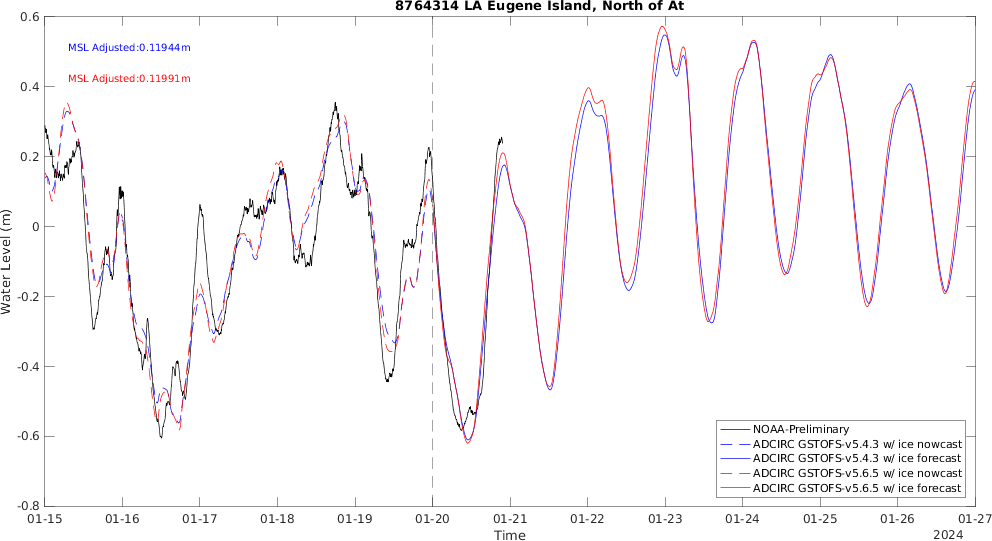 8764314 LA Eugene Island, North of At
0.6
MSL Adjusted:0.11944m
MSL Adjusted:0.11991m
0.4
0.2
0
-0.2
-0.4
-0.6
-0.8
Water Level (m)
NOAA-Preliminary
ADCIRC GSTOFS-v5.4.3 w/ ice nowcast
ADCIRC GSTOFS-v5.4.3 w/ ice forecast
ADCIRC GSTOFS-v5.6.5 w/ ice nowcast
ADCIRC GSTOFS-v5.6.5 w/ ice forecast
01-15 01-16 01-17 01-18 01-19 01-20 01-21 01-22 01-23 01-24 01-25 01-26 01-27
Time 2024